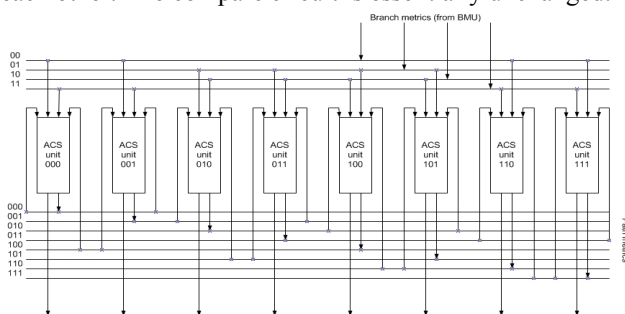 Branch metrics (from BMU)
00
01
10
11
ACS unit 000
ACS unit 001
ACS unit 010
ACS unit 011
ACS unit 100
ACS unit 101
ACS unit 110
ACS unit 111
000
001
010
011
100
101
110
111